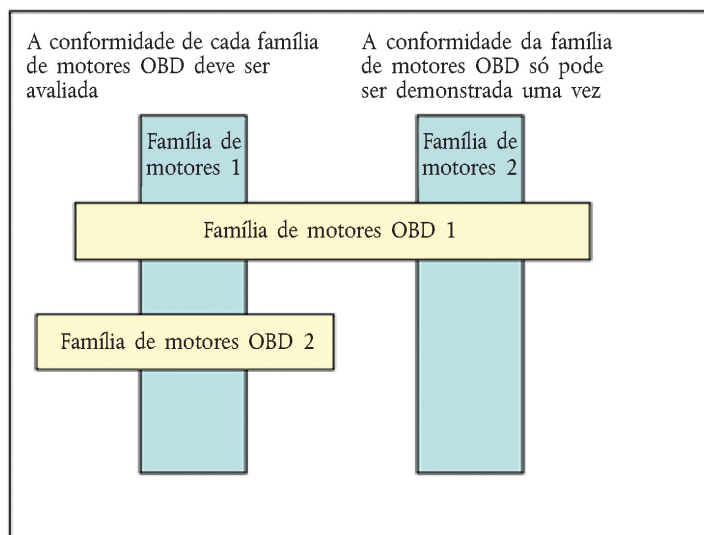 A conformidade de cada família
de motores OBD deve ser
avaliada
A conformidade da família
de motores OBD só pode
ser demonstrada uma vez
Família de
motores 1
Família de
motores 2
Família de motores OBD 1
Família de motores OBD 2